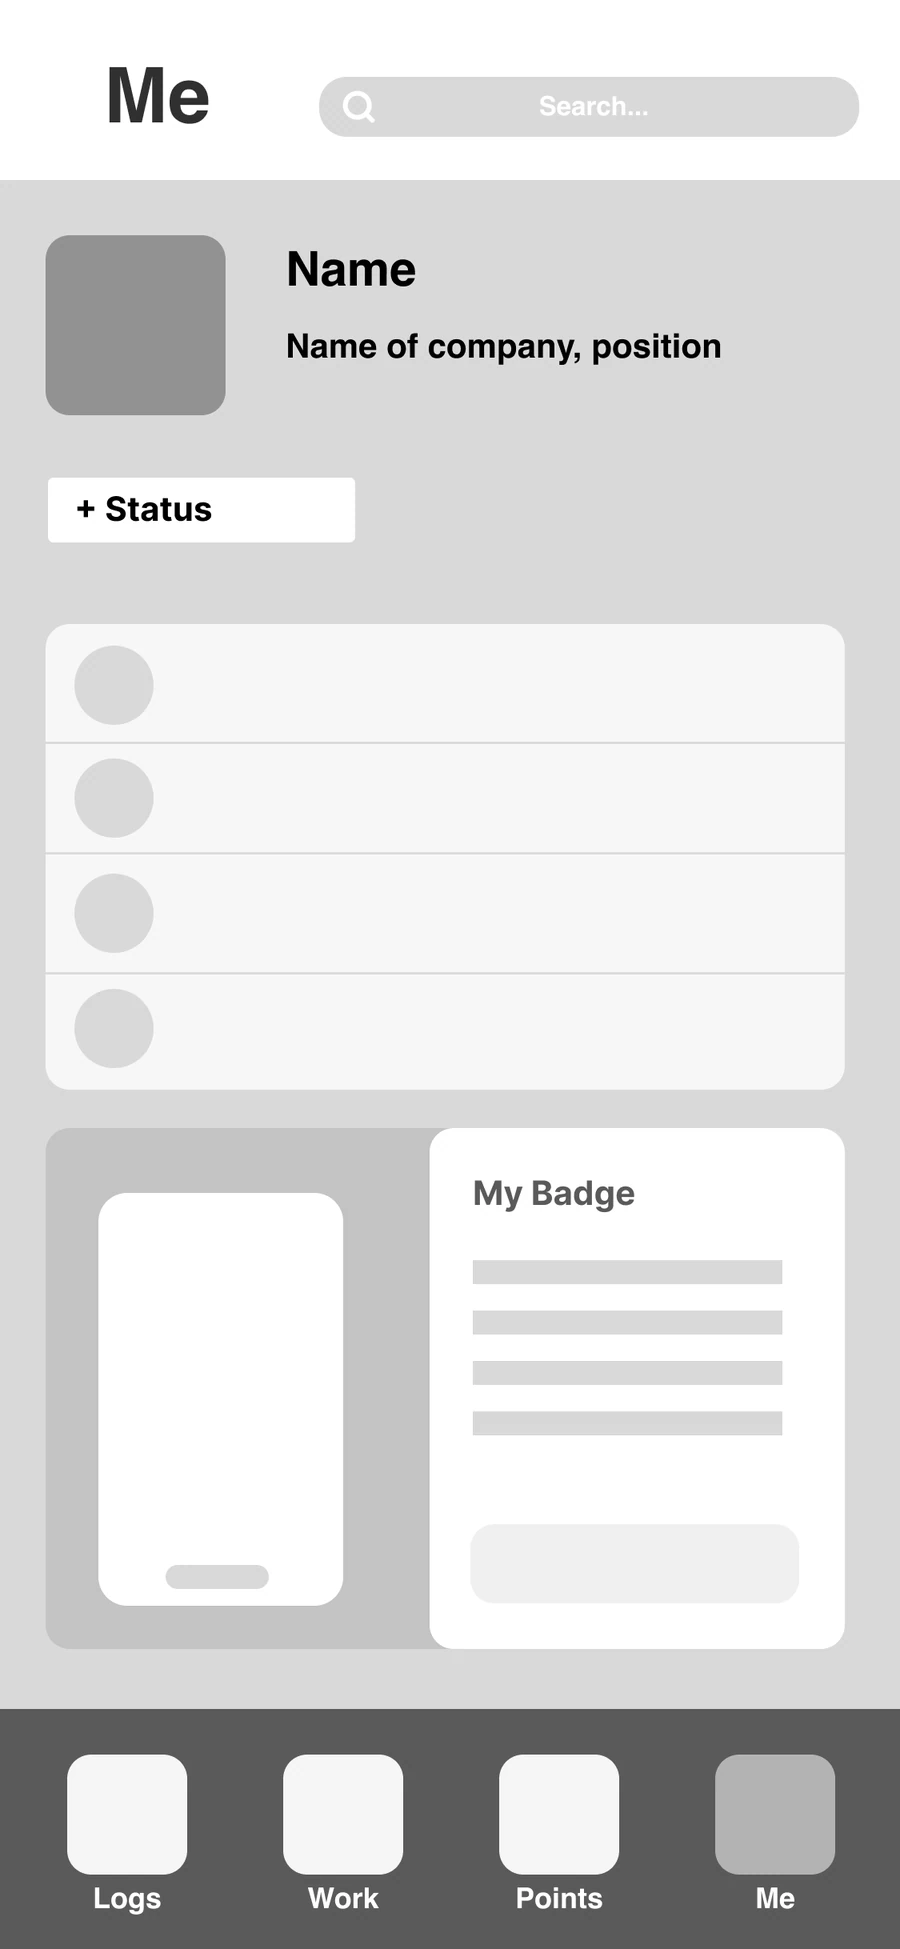 Me
Search...
Name
Name of company, position
+ Status
My Badge
Logs
Work
Points
Me